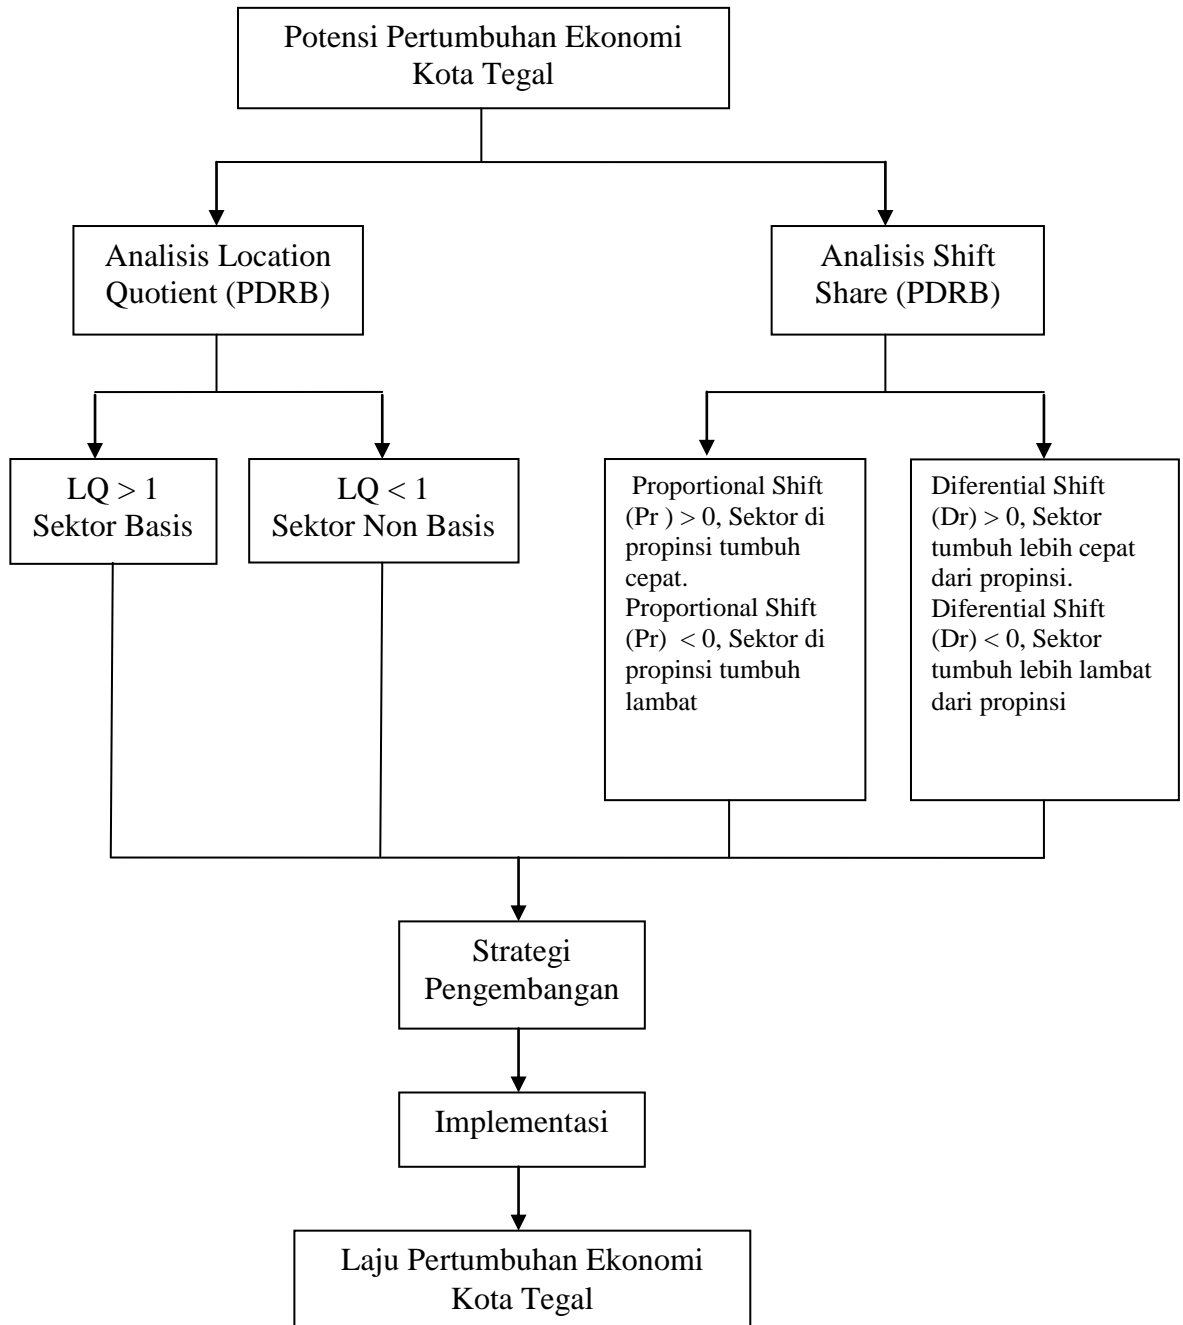 Potensi Pertumbuhan Ekonomi
Kota Tegal
Analisis Location
Quotient (PDRB)
Analisis Shift
Share (PDRB)
LQ > 1
Sektor Basis
LQ < 1
Sektor Non Basis
Proportional Shift
(Pr ) > 0, Sektor di
propinsi tumbuh
cepat.
Proportional Shift
(Pr)  < 0, Sektor di
propinsi tumbuh
lambat
Diferential Shift
(Dr) > 0, Sektor
tumbuh lebih cepat
dari propinsi.
Diferential Shift
(Dr) < 0, Sektor
tumbuh lebih lambat
dari propinsi
Strategi
Pengembangan
Implementasi
Laju Pertumbuhan Ekonomi
Kota Tegal